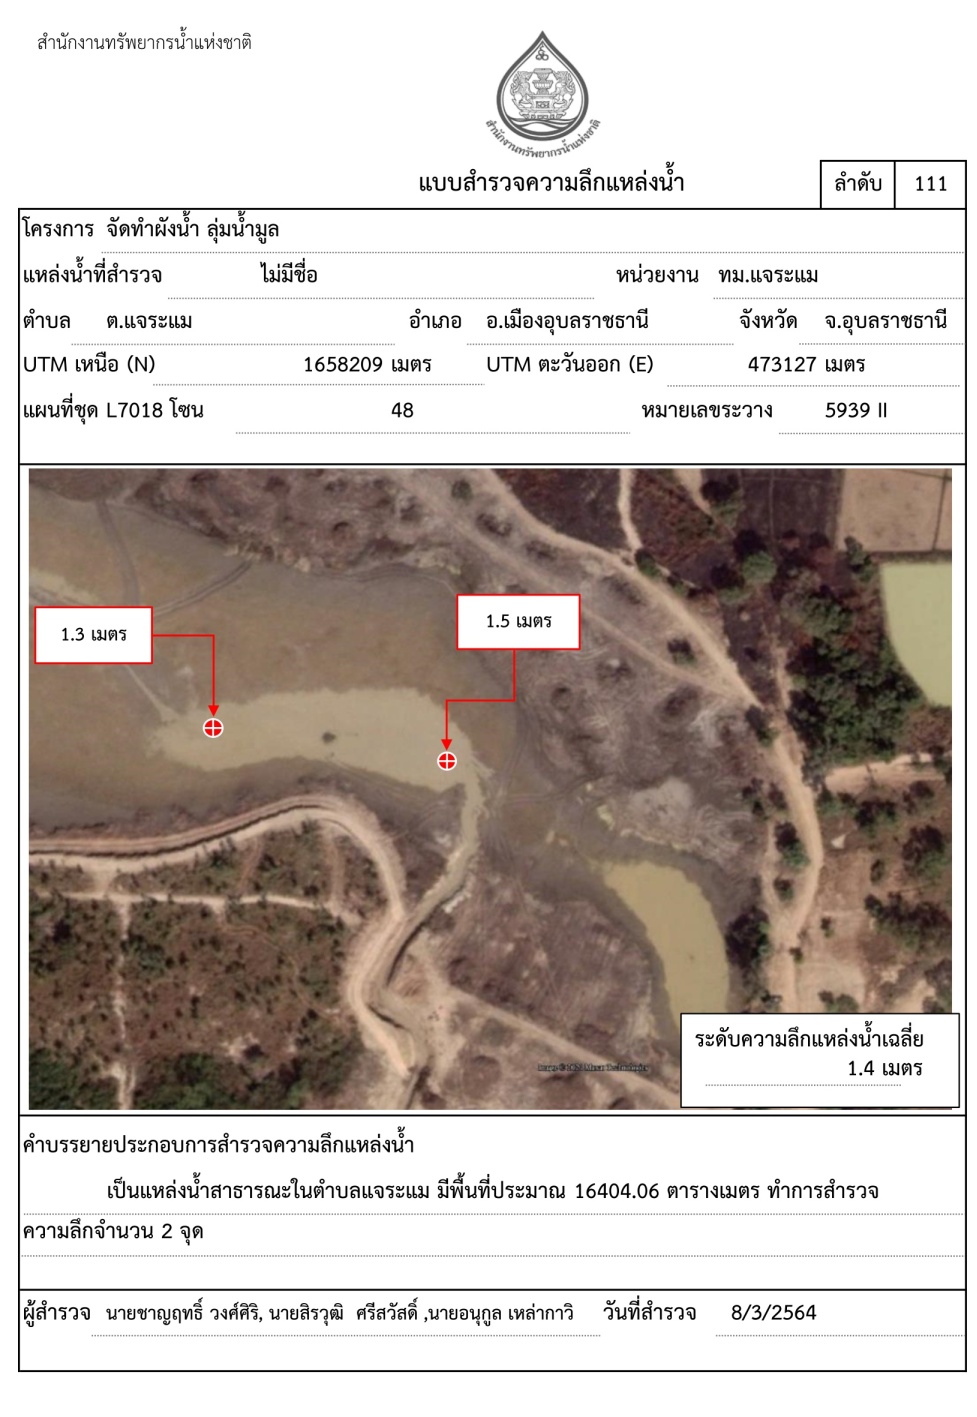 สำนักงานทรัพยากรน้ำแห่งชาติ
สำนักงานทรัพยากรน้ำแห่งชาติ
แบบสำรวจความลึกแหล่งน้ำ
ลำดับ 111
โครงการ จัดทำผังน้ำ ลุ่มน้ำมูล
แหล่งน้ำที่สำรวจ ไม่มีชื่อ หน่วยงาน ทม.แจระแม
ตำบล ต.แจระแม อำเภอ อ.เมืองอุบลราชธานี จังหวัด จ.อุบลราชธานี
UTM เหนือ (N) 1658209 เมตร UTM ตะวันออก (E) 473127 เมตร
แผนที่ชุด L7018 โซน 48 หมายเลขระวาง 5939 II
1.5 เมตร
1.3 เมตร
ระดับความลึกแหล่งน้ำเฉลี่ย
1.4 เมตร
คำบรรยายประกอบการสำรวจความลึกแหล่งน้ำ
เป็นแหล่งน้ำสาธารณะในตำบลแจระแม มีพื้นที่ประมาณ 16404.06 ตารางเมตร ทำการสำรวจ
ความลึกจำนวน 2 จุด
ผู้สำรวจ นายชาญฤทธิ์ วงศ์ศิริ, นายสิรวุฒิ ศรีสวัสดิ์ ,นายอนุกูล เหล่ากาวิ วันที่สำรวจ 8/3/2564